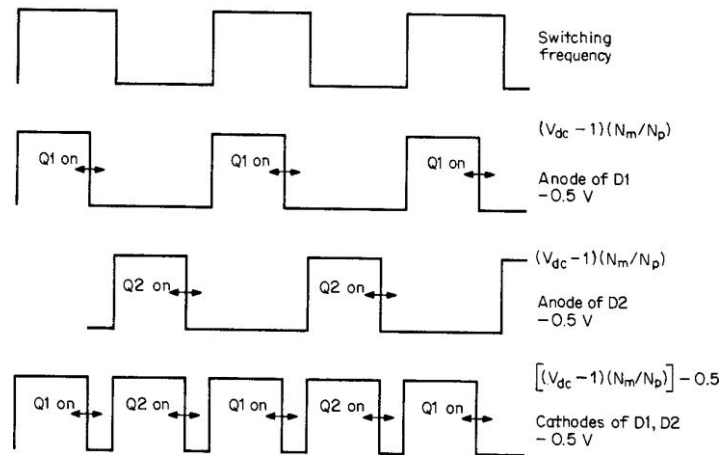 Switching
frequency
(V_dc − 1)(N_m/N_p)
Q1 on
Q1 on
Q1 on
Anode of D1
−0.5 V
(V_dc − 1)(N_m/N_p)
Q2 on
Q2 on
Anode of D2
−0.5 V
[(V_dc − 1)(N_m/N_p)] − 0.5
Q1 on
Q2 on
Q1 on
Q2 on
Q1 on
Cathodes of D1, D2
−0.5 V